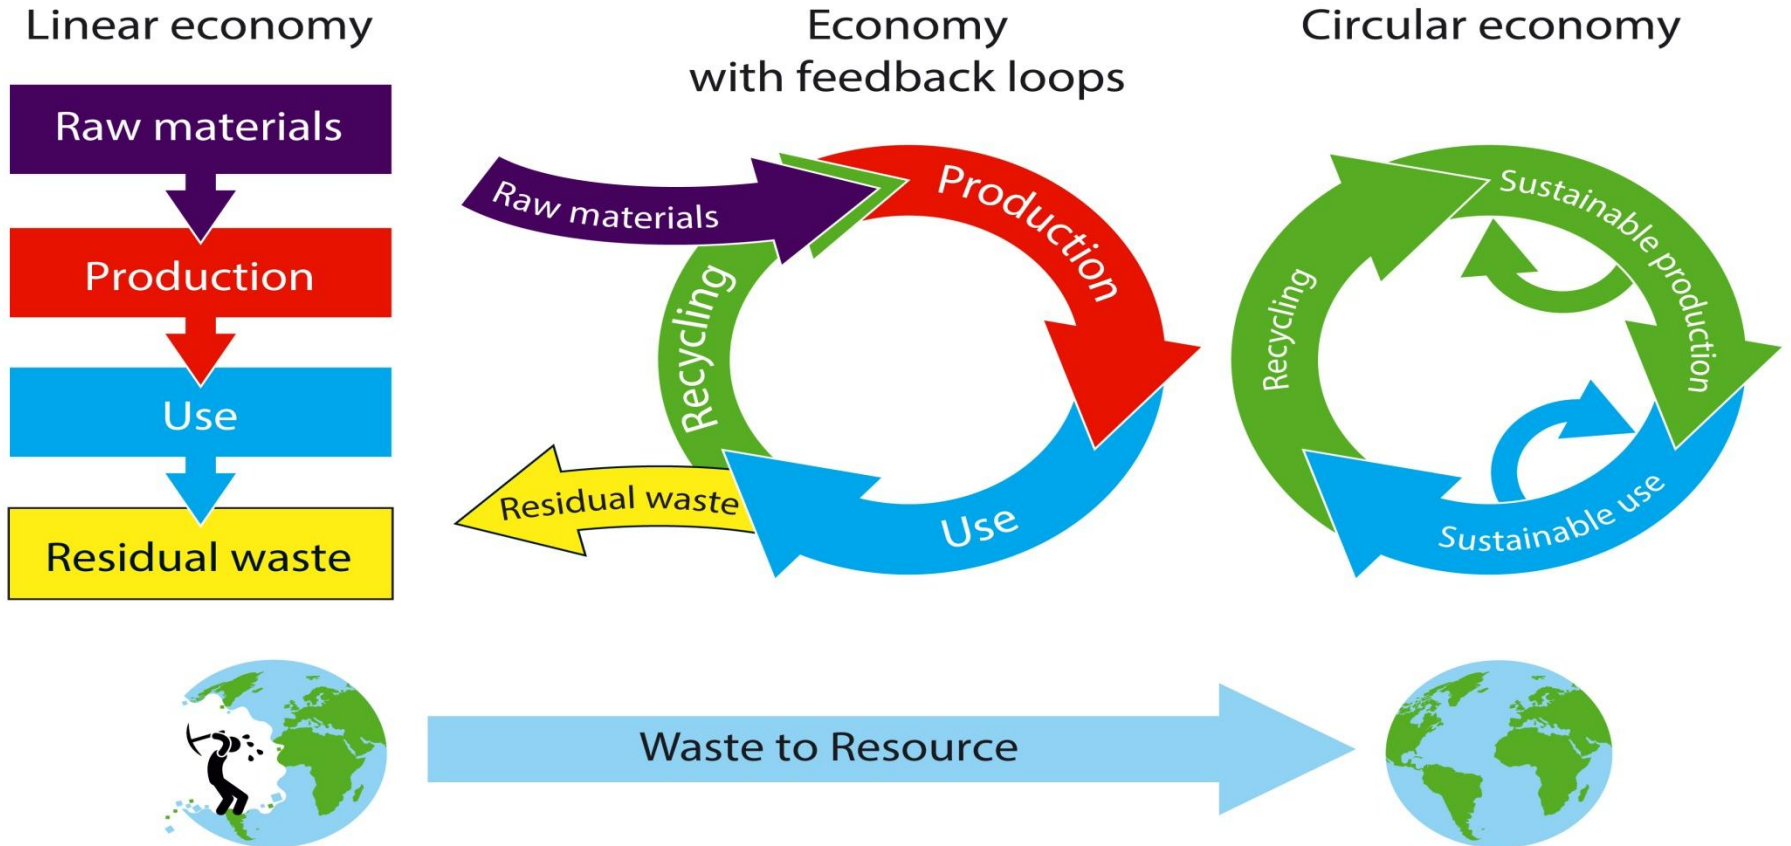 Linear economy
Raw materials
Production
Use
Residual waste
Economy
with feedback loops
Raw materials
Production
Use
Recycling
Residual waste
Circular economy
Sustainable production
Sustainable use
Recycling
Waste to Resource